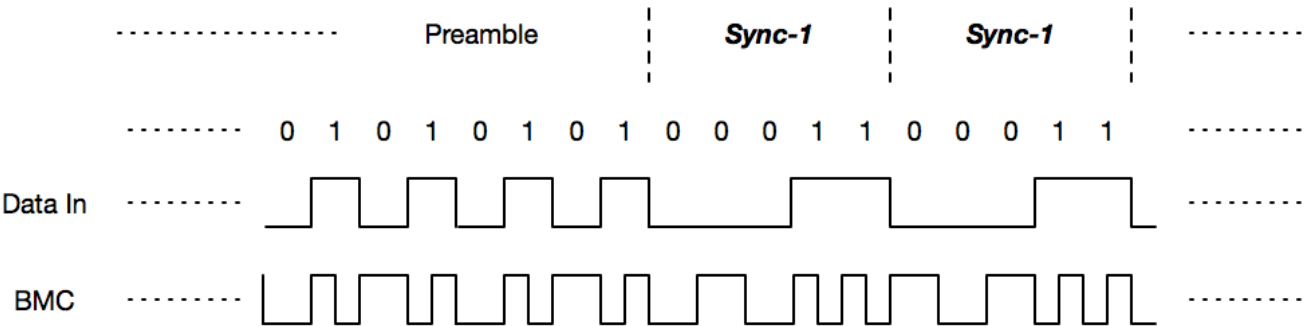 Preamble Sync-1 Sync-1
0 1 0 1 0 1 0 1 0 0 0 1 1 0 0 0 1 1
Data In
BMC